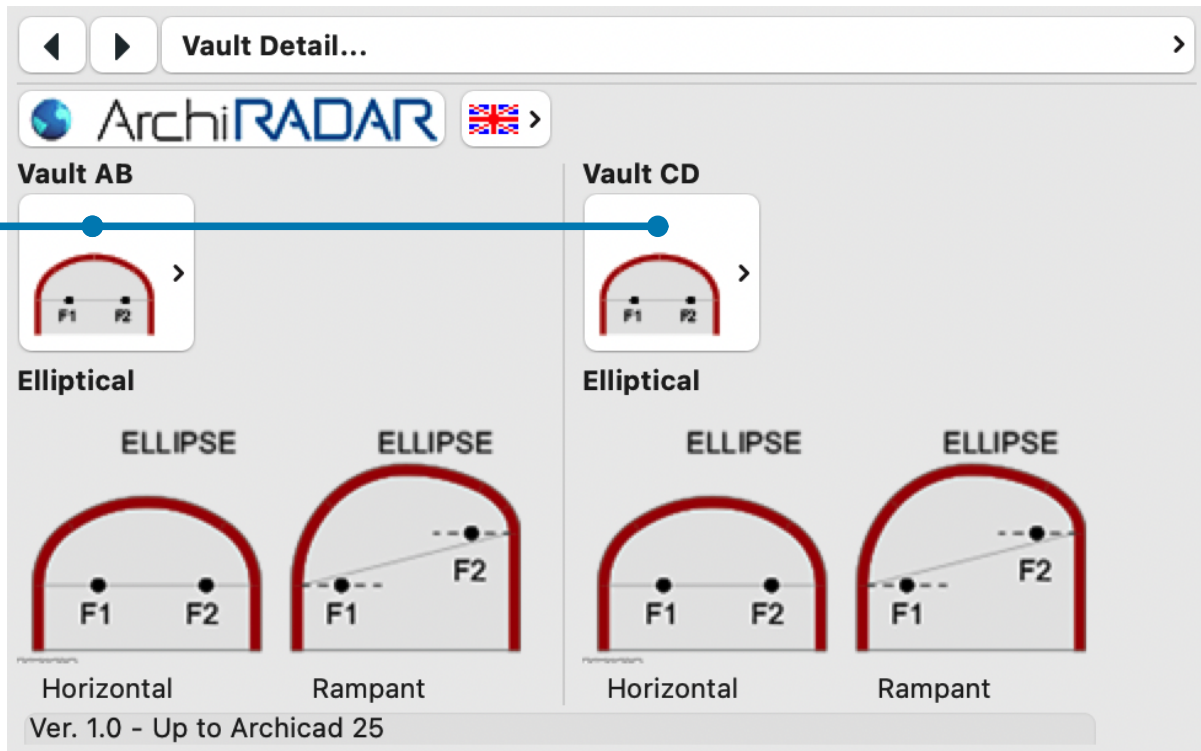 Vault Detail...
ArchiRADAR
Vault AB
F1 F2
Elliptical
ELLIPSE ELLIPSE
F1 F2 F1 F2
Horizontal Rampant
Vault CD
F1 F2
Elliptical
ELLIPSE ELLIPSE
F1 F2 F1 F2
Horizontal Rampant
Ver. 1.0 - Up to Archicad 25